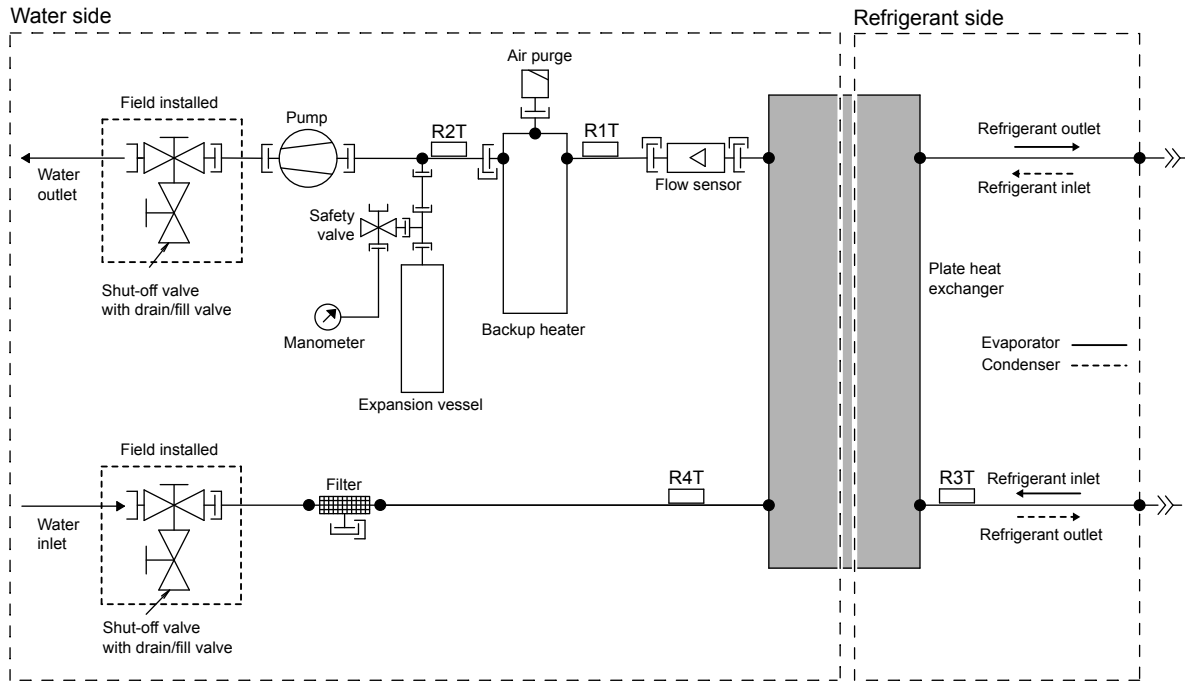 Water side
Refrigerant side
Air purge
Field installed
Pump
R2T
R1T
Refrigerant outlet
Water
outlet
Flow sensor
Refrigerant inlet
Safety
valve
Shut-off valve
with drain/fill valve
Plate heat
exchanger
Manometer
Backup heater
Evaporator
Condenser
Expansion vessel
Field installed
Filter
R4T
R3T
Refrigerant inlet
Water
inlet
Refrigerant outlet
Shut-off valve
with drain/fill valve